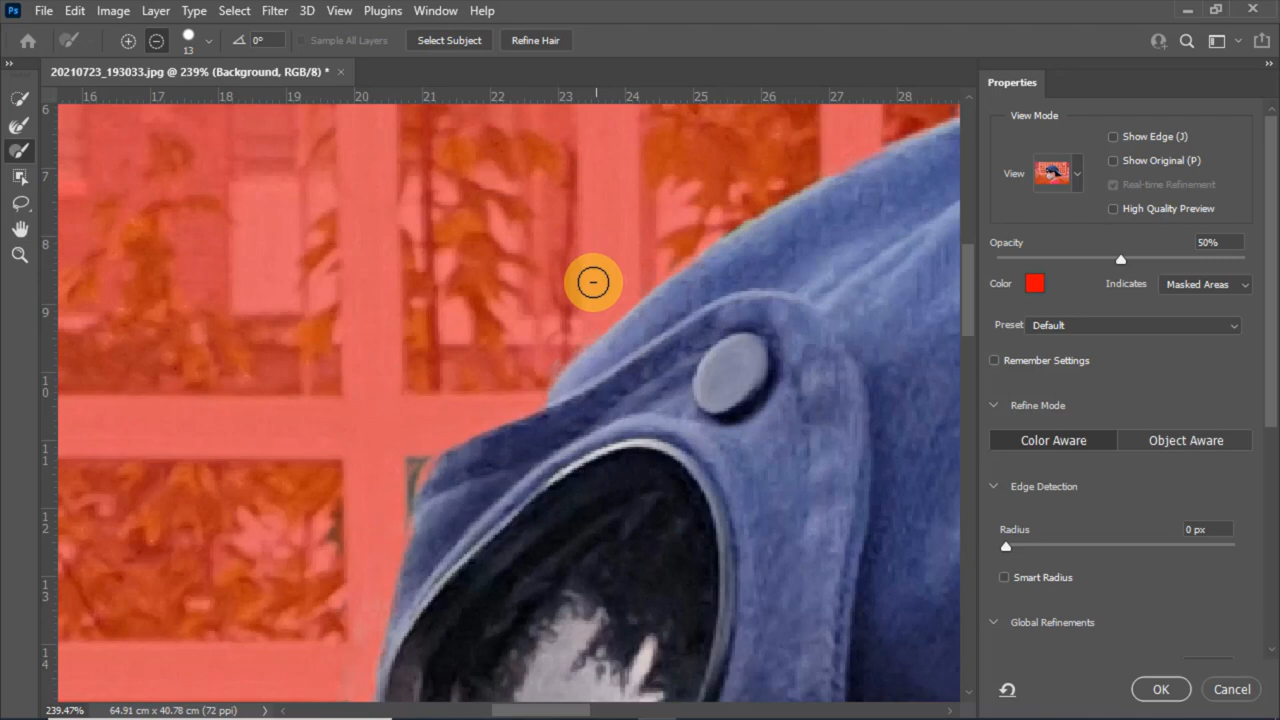 Ps File Edit Image Layer Type Select Filter 3D View Plugins Window Help
13 0° Sample All Layers Select Subject Refine Hair
20210723_193033.jpg @ 239% (Background, RGB/8) *
16 17 18 19 20 21 22 23 24 25 26 27 28
6
7
8
9
10
11
12
13
14
Properties
View Mode
Show Edge (J)
Show Original (P)
View
Real-time Refinement
High Quality Preview
Opacity 50%
Color Indicates Masked Areas
Preset Default
Remember Settings
Refine Mode
Color Aware Object Aware
Edge Detection
Radius 0 px
Smart Radius
Global Refinements
OK Cancel
239.47% 64.91 cm x 40.78 cm (72 ppi)